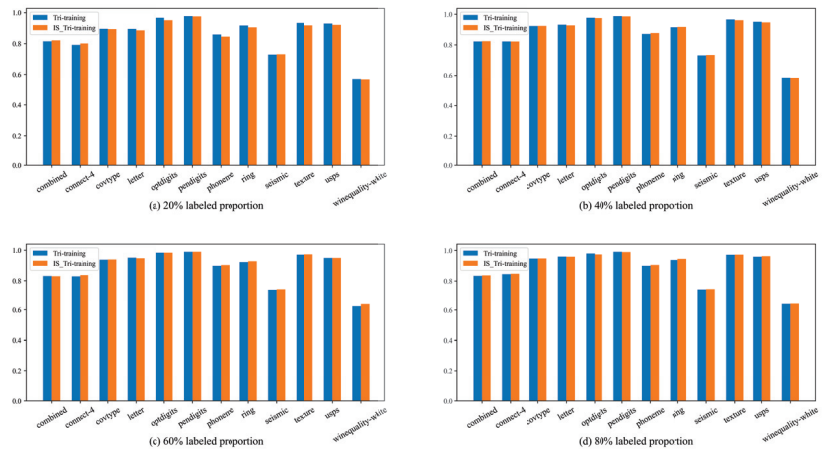 1.0
0.8
0.6
0.4
0.2
0.0
Tri-training
IS_Tri-training
combined
connect-4
covtype
letter
optdigits
pendigits
phoneme
ring
seismic
texture
usps
winequality-white
(a) 20% labeled proportion
1.0
0.8
0.6
0.4
0.2
0.0
Tri-training
IS_Tri-training
combined
connect-4
covtype
letter
optdigits
pendigits
phoneme
ring
seismic
texture
usps
winequality-white
(b) 40% labeled proportion
1.0
0.8
0.6
0.4
0.2
0.0
Tri-training
IS_Tri-training
combined
connect-4
covtype
letter
optdigits
pendigits
phoneme
ring
seismic
texture
usps
winequality-white
(c) 60% labeled proportion
1.0
0.8
0.6
0.4
0.2
0.0
Tri-training
IS_Tri-training
combined
connect-4
covtype
letter
optdigits
pendigits
phoneme
ring
seismic
texture
usps
winequality-white
(d) 80% labeled proportion